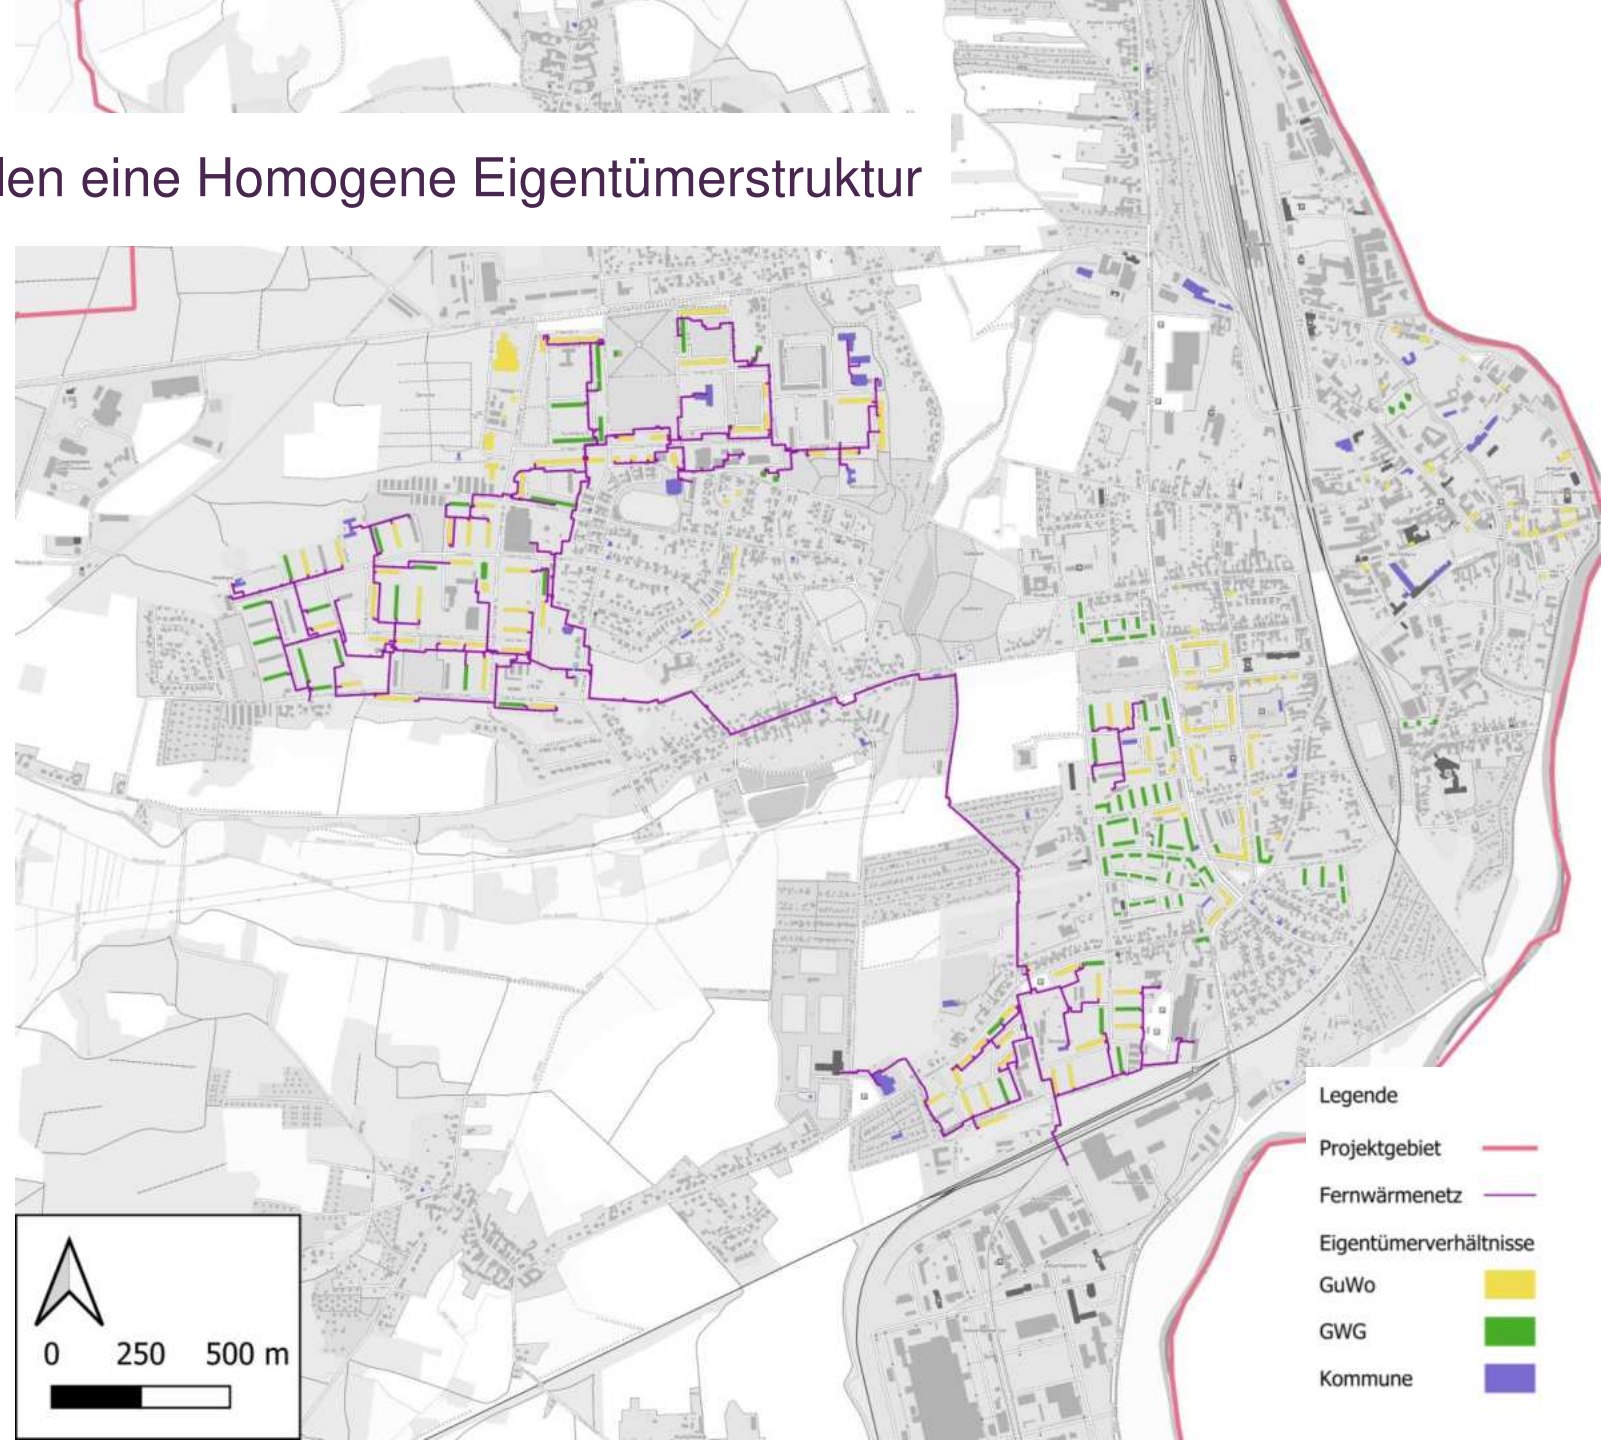 len eine Homogene Eigentümerstruktur
Legende
Projektgebiet
Fernwärmenetz
Eigentümerverhältnisse
GuWo
GWG
Kommune
0 250 500 m